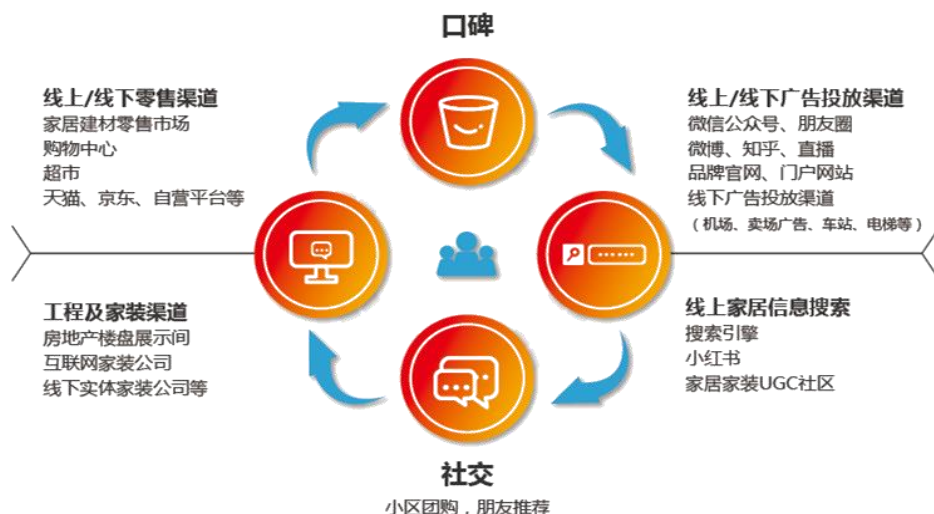 口碑
线上/线下零售渠道
家居建材零售市场
购物中心
超市
天猫、京东、自营平台等
线上/线下广告投放渠道
微信公众号、朋友圈
微博、知乎、直播
品牌官网、门户网站
线下广告投放渠道
（机场、卖场广告、车站、电梯等）
工程及家装渠道
房地产楼盘展示间
互联网家装公司
线下实体家装公司等
线上家居信息搜索
搜索引擎
小红书
家居家装UGC社区
社交
小区团购，朋友推荐